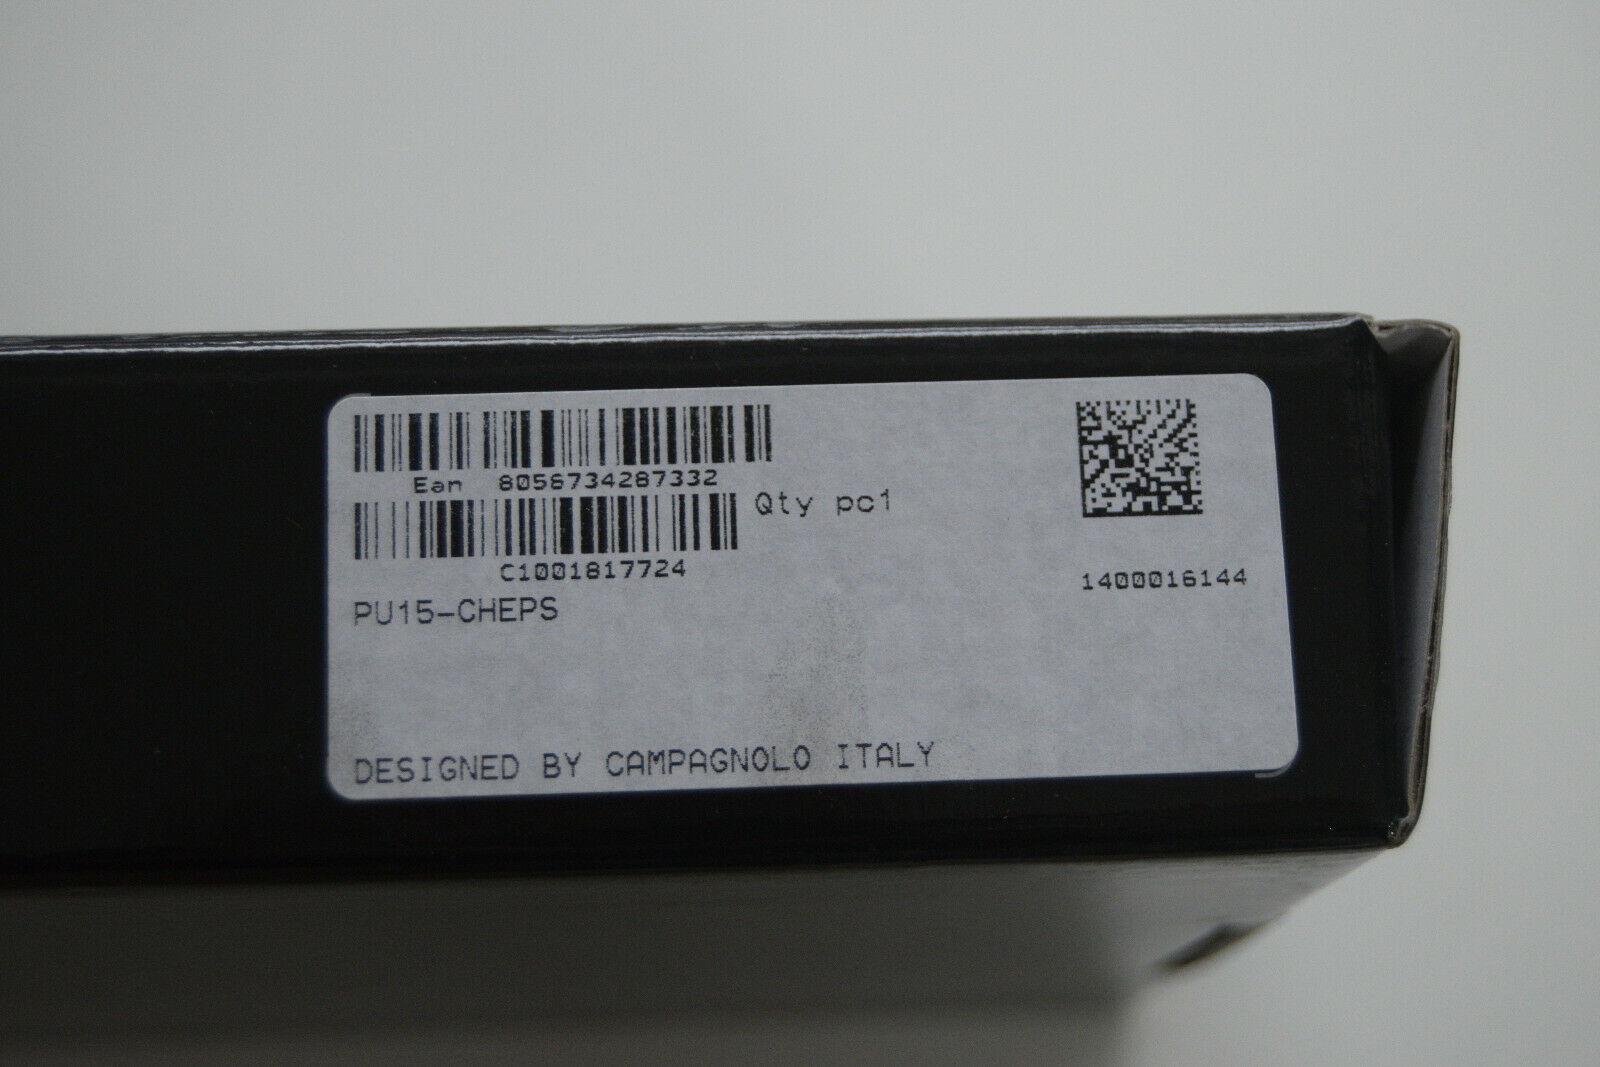 Ean 8056734287332
Qty pc1
C1001817724
1400016144
PU15-CHEPS
DESIGNED BY CAMPAGNOLO ITALY